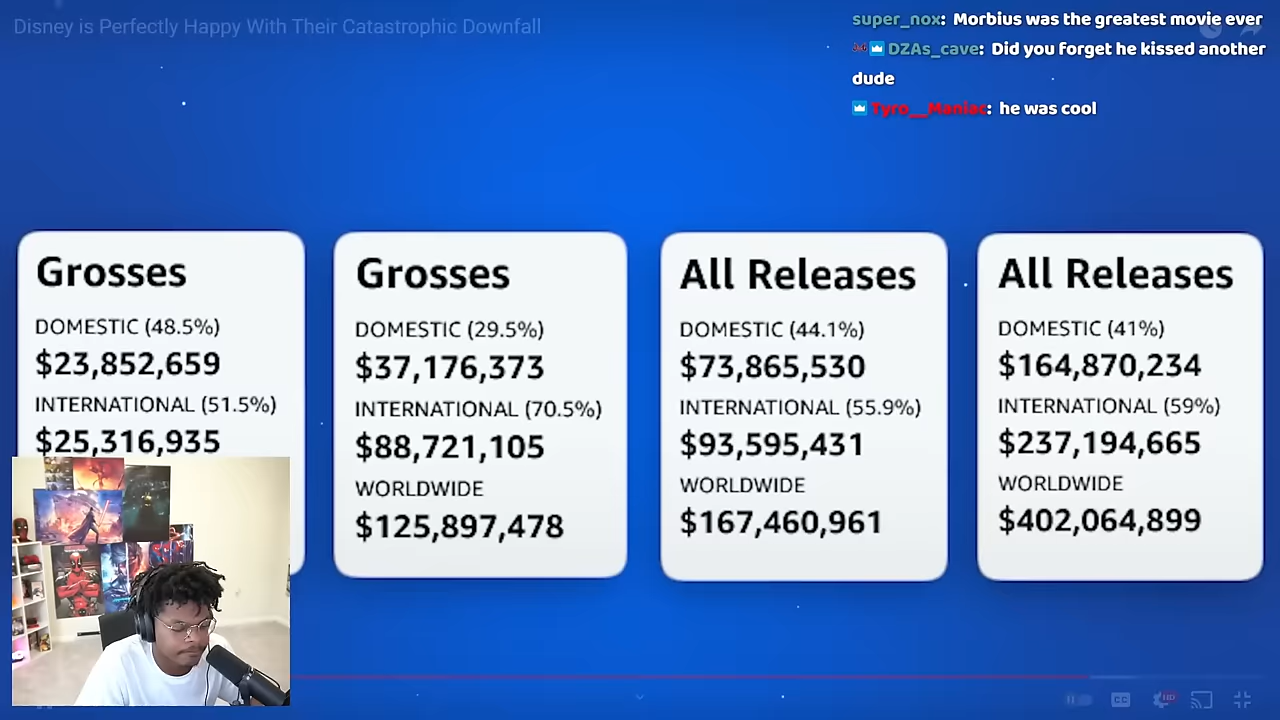 Disney is Perfectly Happy With Their Catastrophic Downfall
super_nox: Morbius was the greatest movie ever
DZAs_cave: Did you forget he kissed another
dude
Tyro__Maniac: he was cool
Grosses
DOMESTIC (48.5%)
$23,852,659
INTERNATIONAL (51.5%)
$25,316,935
Grosses
DOMESTIC (29.5%)
$37,176,373
INTERNATIONAL (70.5%)
$88,721,105
WORLDWIDE
$125,897,478
All Releases
DOMESTIC (44.1%)
$73,865,530
INTERNATIONAL (55.9%)
$93,595,431
WORLDWIDE
$167,460,961
All Releases
DOMESTIC (41%)
$164,870,234
INTERNATIONAL (59%)
$237,194,665
WORLDWIDE
$402,064,899
CC
HD